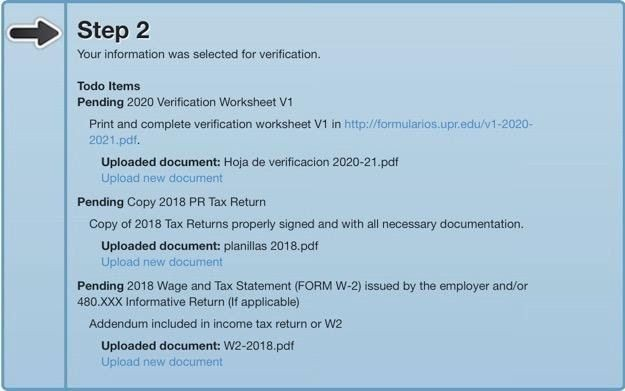 Step 2
Your information was selected for verification.
Todo Items
Pending 2020 Verification Worksheet V1
Print and complete verification worksheet V1 in http://formularios.upr.edu/v1-2020-
2021.pdf.
Uploaded document: Hoja de verificacion 2020-21.pdf
Upload new document
Pending Copy 2018 PR Tax Return
Copy of 2018 Tax Returns properly signed and with all necessary documentation.
Uploaded document: planillas 2018.pdf
Upload new document
Pending 2018 Wage and Tax Statement (FORM W-2) issued by the employer and/or
480.XXX Informative Return (If applicable)
Addendum included in income tax return or W2
Uploaded document: W2-2018.pdf
Upload new document